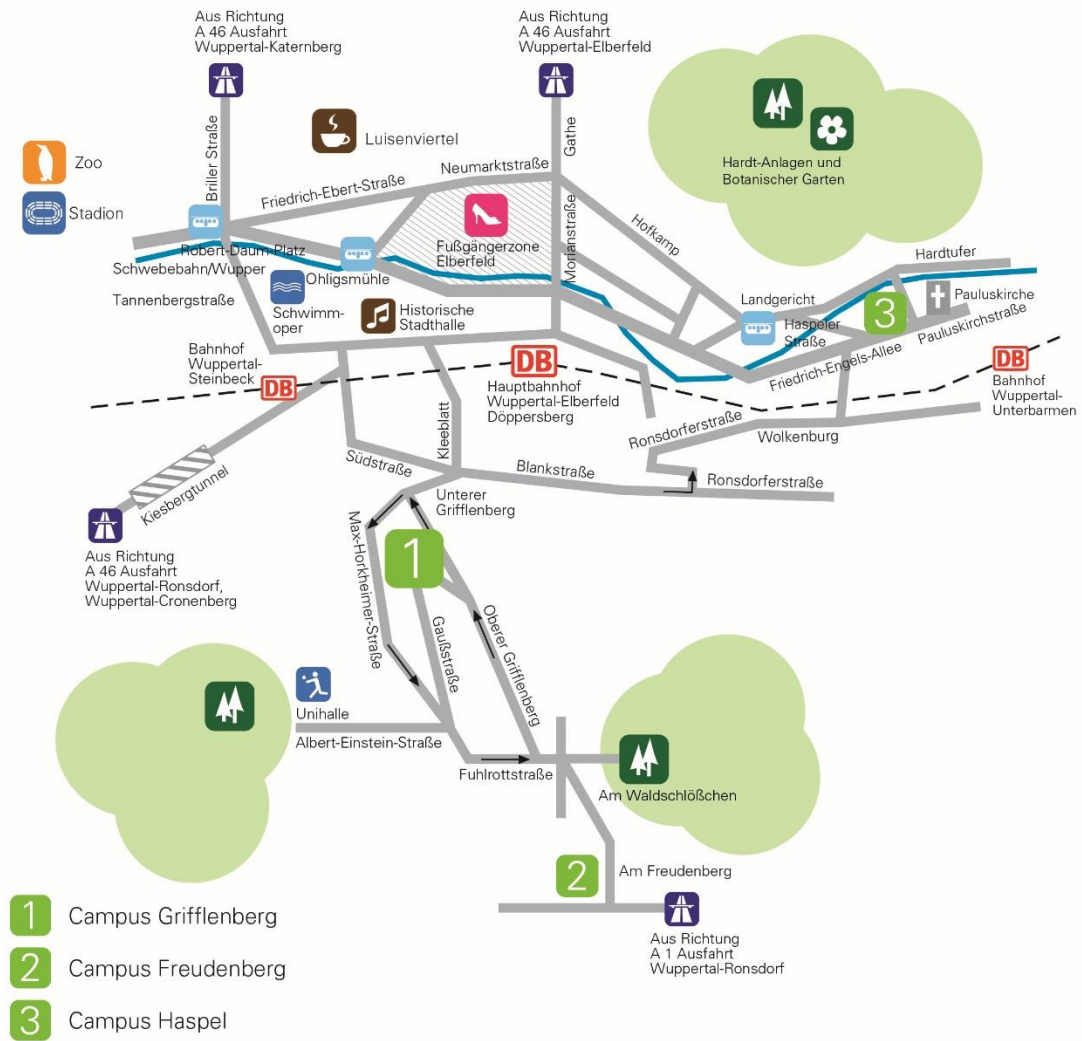 Aus Richtung
A 46 Ausfahrt
Wuppertal-Katernberg
Aus Richtung
A 46 Ausfahrt
Wuppertal-Elberfeld
Zoo
Stadion
Briller Straße
Luisenviertel
Friedrich-Ebert-Straße
Neumarktstraße
Gathe
Hardt-Anlagen und
Botanischer Garten
Fußgängerzone
Elberfeld
Morianstraße
Hofkamp
Hardtufer
Robert-Daum-Platz
Schwebebahn/Wupper
Ohligsmühle
Tannenbergstraße
Schwimm-
oper
Historische
Stadthalle
Landgericht
Haspeler
Straße
3
Pauluskirche
Pauluskirchstraße
Friedrich-Engels-Allee
Bahnhof
Wuppertal-
Steinbeck
DB
DB
Hauptbahnhof
Wuppertal-Elberfeld
Döppersberg
DB
Bahnhof
Wuppertal-
Unterbarmen
Kleeblatt
Ronsdorferstraße
Wolkenburg
Südstraße
Blankstraße
Ronsdorferstraße
Kiesbergtunnel
Unterer
Grifflenberg
Aus Richtung
A 46 Ausfahrt
Wuppertal-Ronsdorf,
Wuppertal-Cronenberg
1
Max-Horkheimer-Straße
Gaußstraße
Oberer Grifflenberg
Unihalle
Albert-Einstein-Straße
Fuhlrottstraße
Am Waldschlößchen
2
Am Freudenberg
Aus Richtung
A 1 Ausfahrt
Wuppertal-Ronsdorf
1 Campus Grifflenberg
2 Campus Freudenberg
3 Campus Haspel